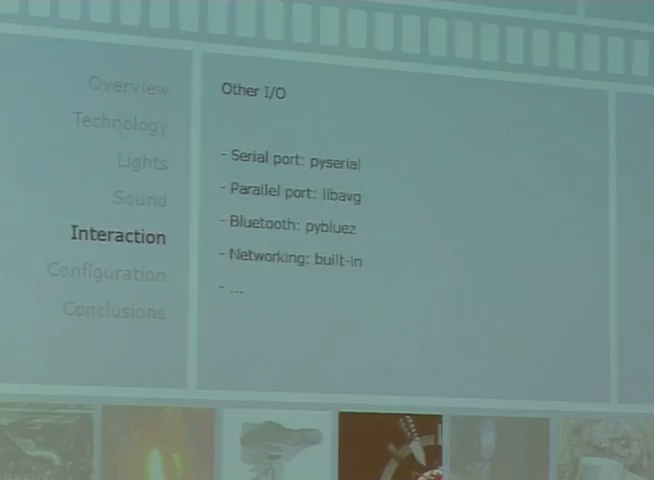 Overview
Technology
Lights
Sound
Interaction
Configuration
Conclusions
Other I/O
- Serial port: pyserial
- Parallel port: libavg
- Bluetooth: pybluez
- Networking: built-in
- ...